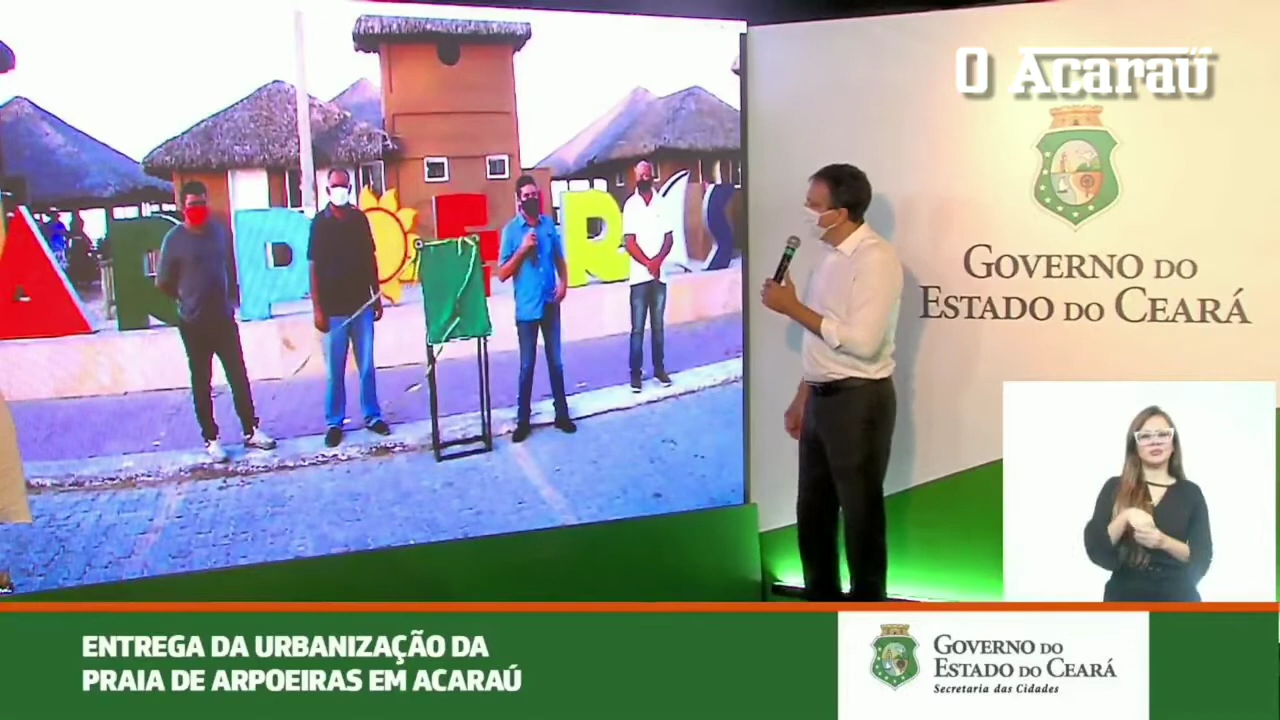 O Acaraú
GOVERNO DO
ESTADO DO CEARÁ
ARPOEIRAS
ENTREGA DA URBANIZAÇÃO DA
PRAIA DE ARPOEIRAS EM ACARAÚ
GOVERNO DO
ESTADO DO CEARÁ
Secretaria das Cidades